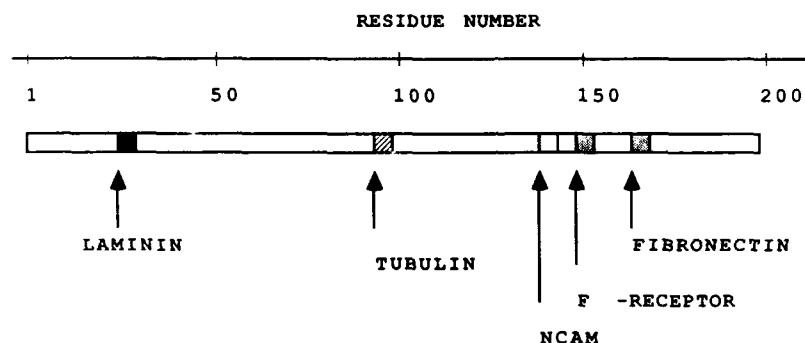 RESIDUE NUMBER
1 50 100 150 200
LAMININ
TUBULIN
FIBRONECTIN
F -RECEPTOR
NCAM